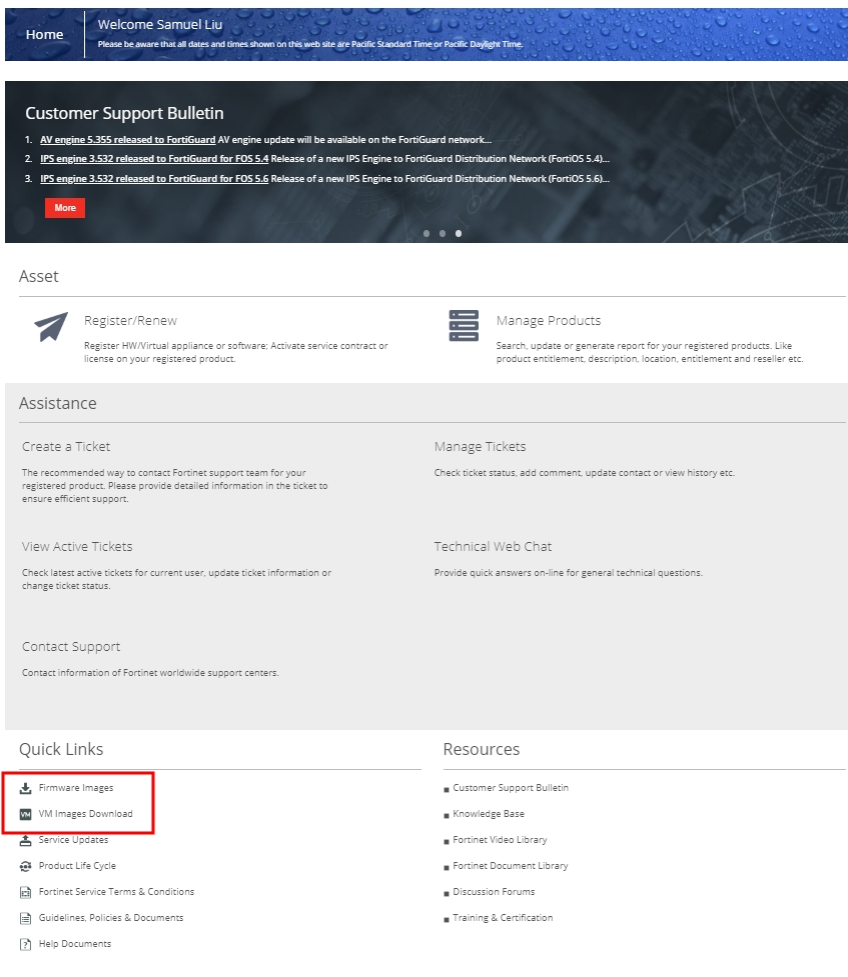 Home
Welcome Samuel Liu
Please be aware that all dates and times shown on this web site are Pacific Standard Time or Pacific Daylight Time.
Customer Support Bulletin
1. AV engine 5.355 released to FortiGuard AV engine update will be available on the FortiGuard network...
2. IPS engine 3.532 released to FortiGuard for FOS 5.4 Release of a new IPS Engine to FortiGuard Distribution Network (FortiOS 5.4)...
3. IPS engine 3.532 released to FortiGuard for FOS 5.6 Release of a new IPS Engine to FortiGuard Distribution Network (FortiOS 5.6)...
More
Asset
Register/Renew
Register HW/Virtual appliance or software; Activate service contract or
license on your registered product.
Manage Products
Search, update or generate report for your registered products. Like
product entitlement, description, location, entitlement and reseller etc.
Assistance
Create a Ticket
The recommended way to contact Fortinet support team for your
registered product. Please provide detailed information in the ticket to
ensure efficient support.
Manage Tickets
Check ticket status, add comment, update contact or view history etc.
View Active Tickets
Check latest active tickets for current user, update ticket information or
change ticket status.
Technical Web Chat
Provide quick answers on-line for general technical questions.
Contact Support
Contact information of Fortinet worldwide support centers.
Quick Links
Firmware Images
VM VM Images Download
Service Updates
Product Life Cycle
Fortinet Service Terms & Conditions
Guidelines, Policies & Documents
? Help Documents
Resources
Customer Support Bulletin
Knowledge Base
Fortinet Video Library
Fortinet Document Library
Discussion Forums
Training & Certification